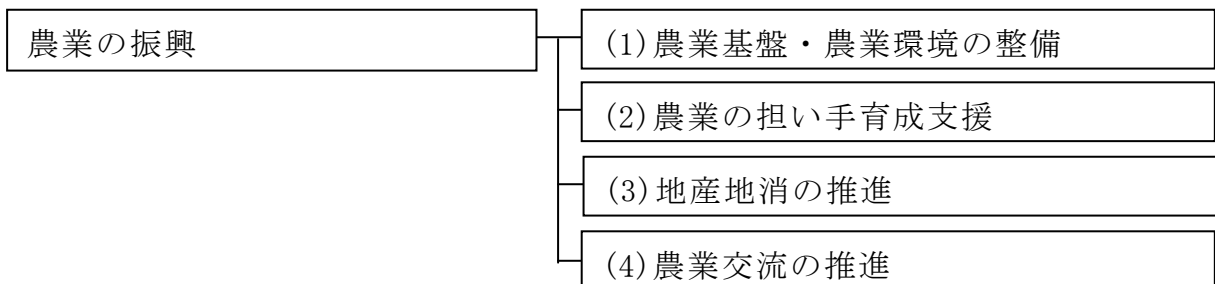 農業の振興
(1)農業基盤・農業環境の整備
(2)農業の担い手育成支援
(3)地産地消の推進
(4)農業交流の推進